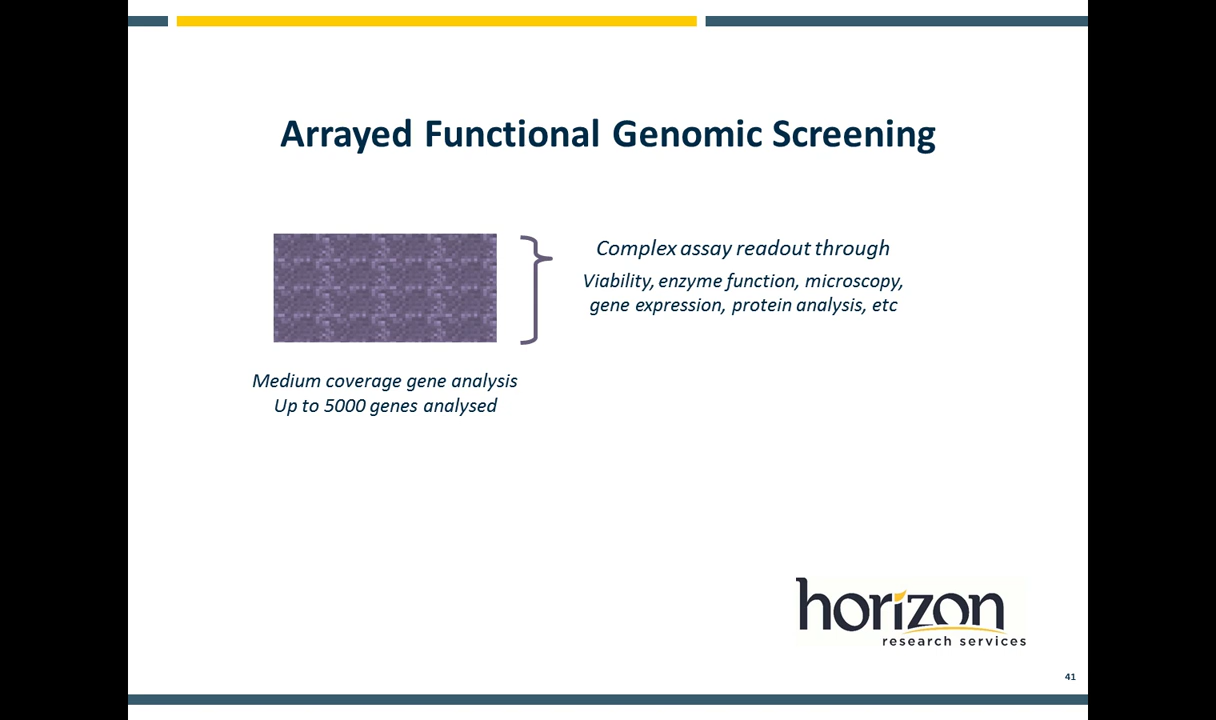 Arrayed Functional Genomic Screening
Complex assay readout through
Viability, enzyme function, microscopy,
gene expression, protein analysis, etc
Medium coverage gene analysis
Up to 5000 genes analysed
horizon
research services
41